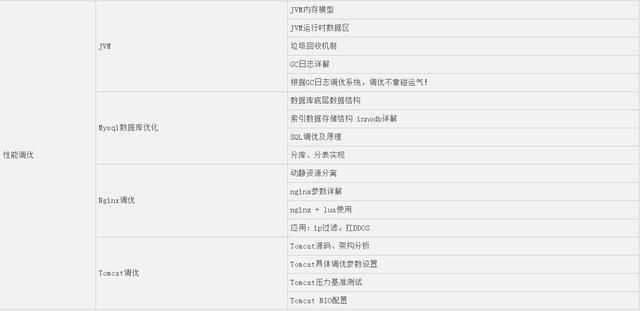 性能调优
JVM
JVM内存模型
JVM运行时数据区
垃圾回收机制
GC日志详解
根据GC日志调优系统，调优不靠碰运气！
Mysql数据库优化
数据库底层数据结构
索引数据存储结构 innodb详解
SQL调优及原理
分库、分表实现
Nginx调优
动静资源分离
nginx参数详解
nginx + lua使用
应用：ip过滤，扛DDOS
Tomcat调优
Tomcat源码、架构分析
Tomcat具体调优参数设置
Tomcat压力基准测试
Tomcat NIO配置